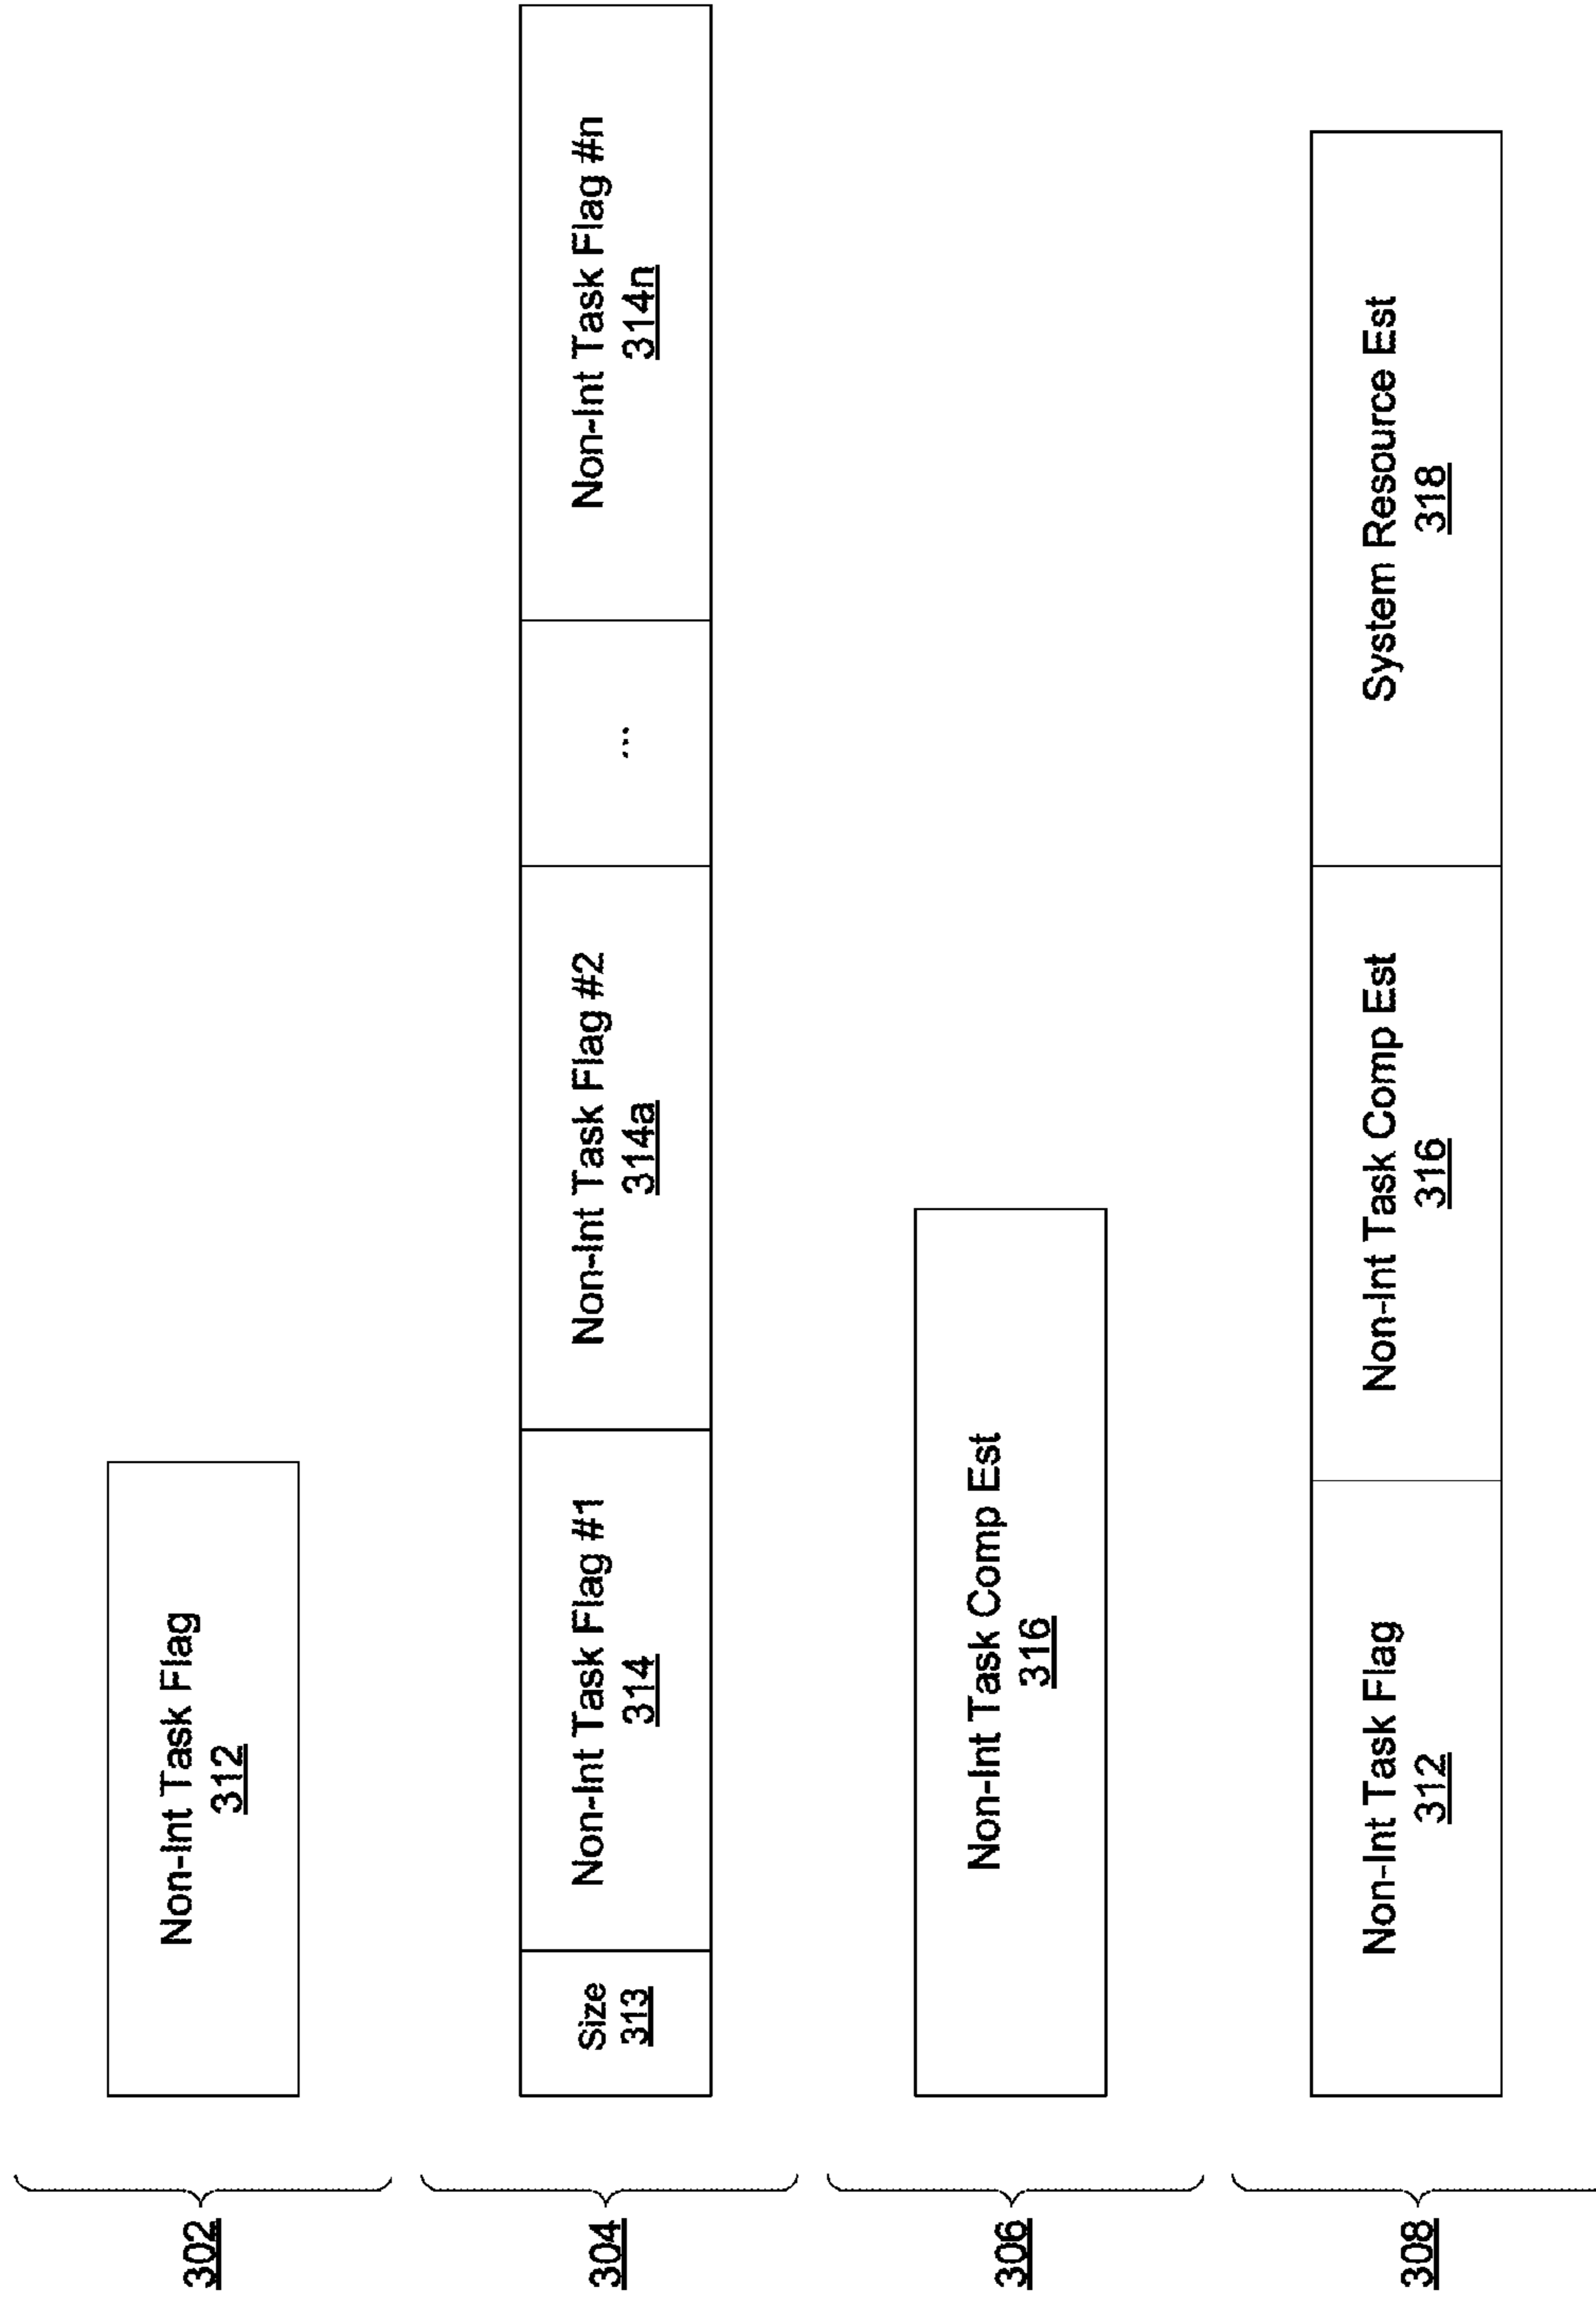 302
Non-Int Task Flag
312
304
Size
313
Non-Int Task Flag #1
314
Non-Int Task Flag #2
314a
...
Non-Int Task Flag #n
314n
306
Non-Int Task Comp Est
316
308
Non-Int Task Flag
312
Non-Int Task Comp Est
316
System Resource Est
318